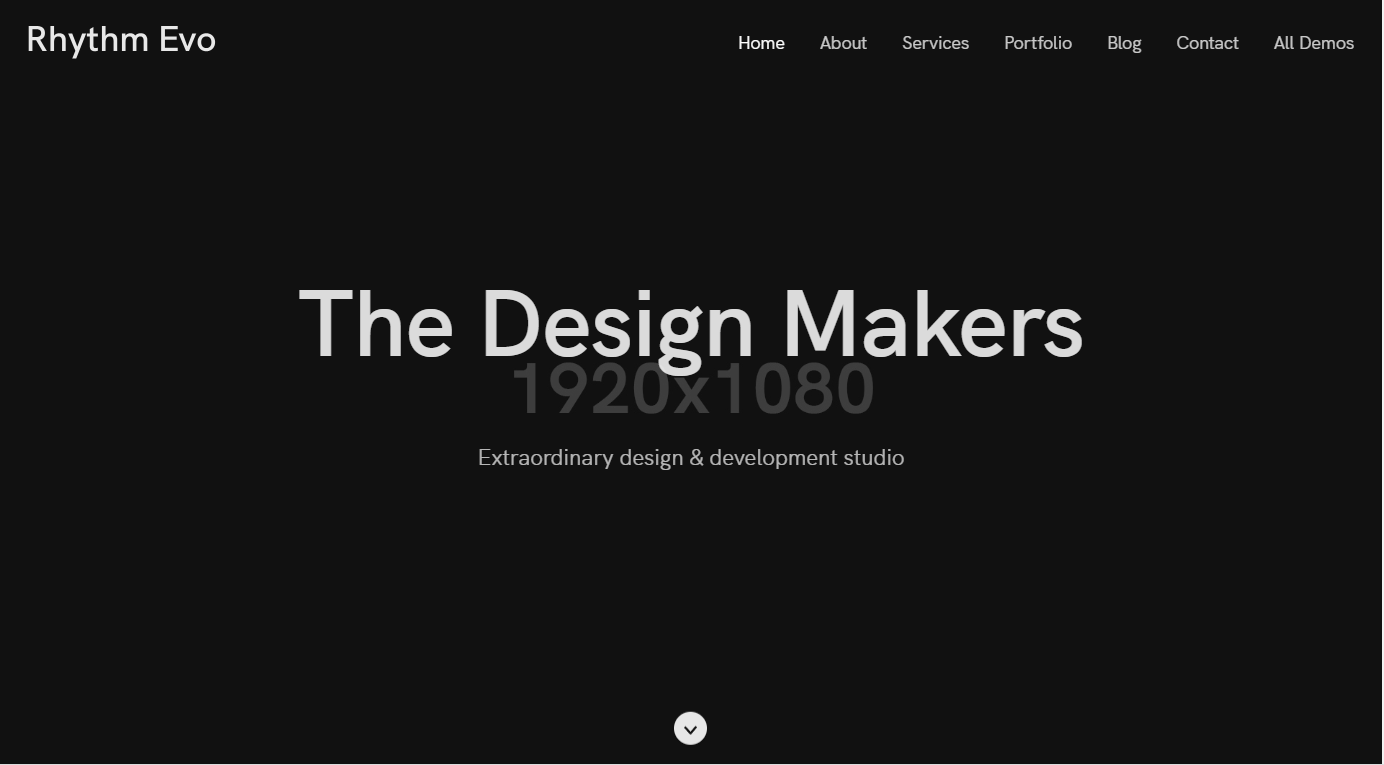 Rhythm Evo
Home About Services Portfolio Blog Contact All Demos
The Design Makers
1920x1080
Extraordinary design & development studio